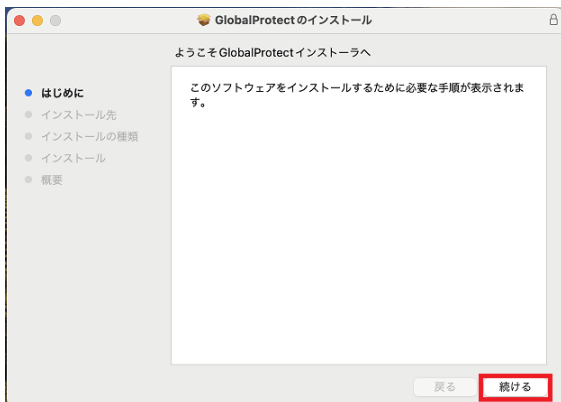 GlobalProtectのインストール
ようこそGlobalProtectインストーラへ
はじめに
インストール先
インストールの種類
インストール
概要
このソフトウェアをインストールするために必要な手順が表示されま
す。
戻る
続ける